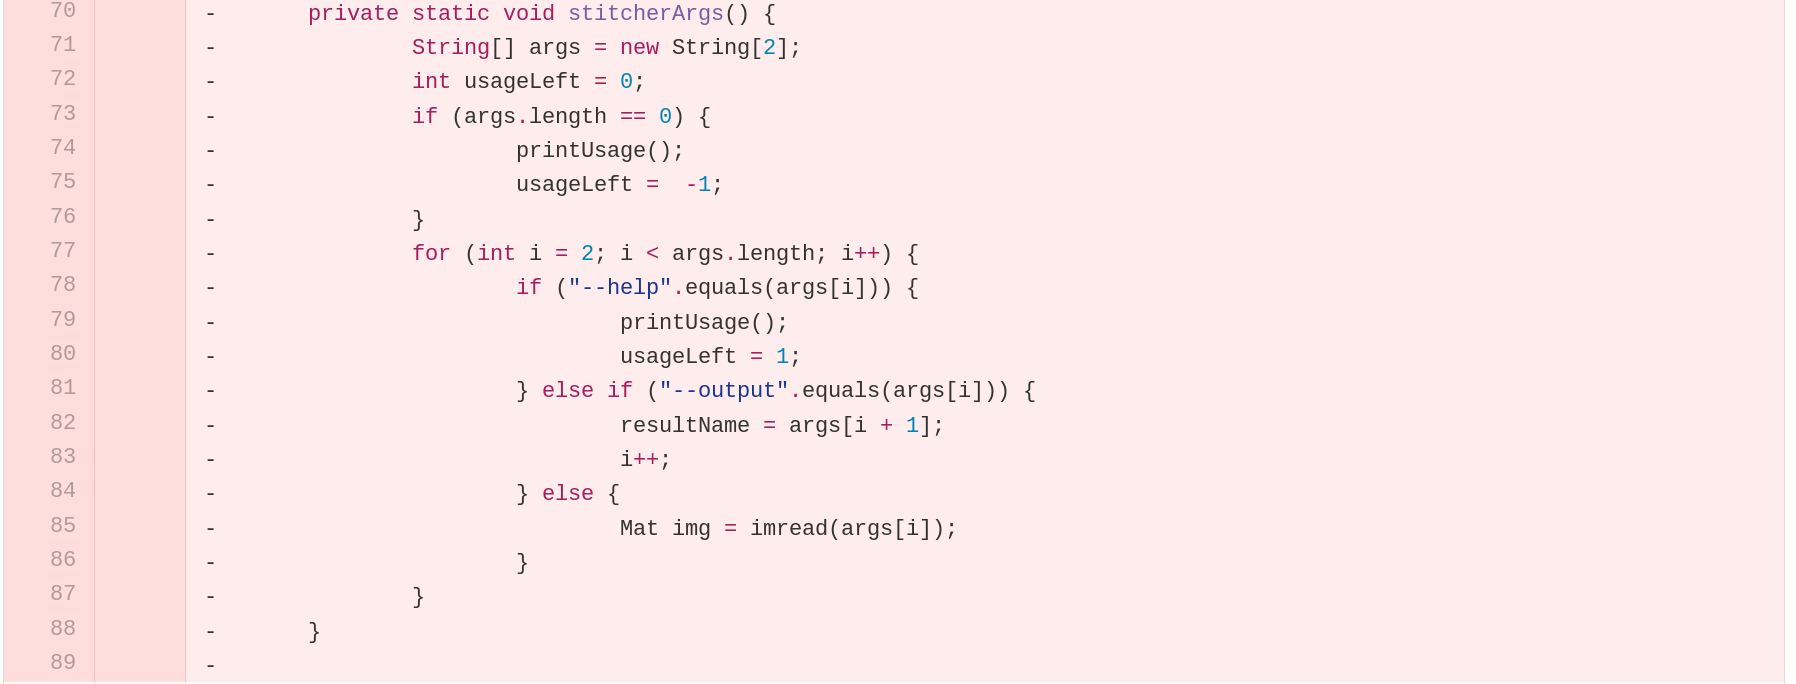 70 - private static void stitcherArgs() {
71 - String[] args = new String[2];
72 - int usageLeft = 0;
73 - if (args.length == 0) {
74 - printUsage();
75 - usageLeft =  -1;
76 - }
77 - for (int i = 2; i < args.length; i++) {
78 - if ("--help".equals(args[i])) {
79 - printUsage();
80 - usageLeft = 1;
81 - } else if ("--output".equals(args[i])) {
82 - resultName = args[i + 1];
83 - i++;
84 - } else {
85 - Mat img = imread(args[i]);
86 - }
87 - }
88 - }
89 -